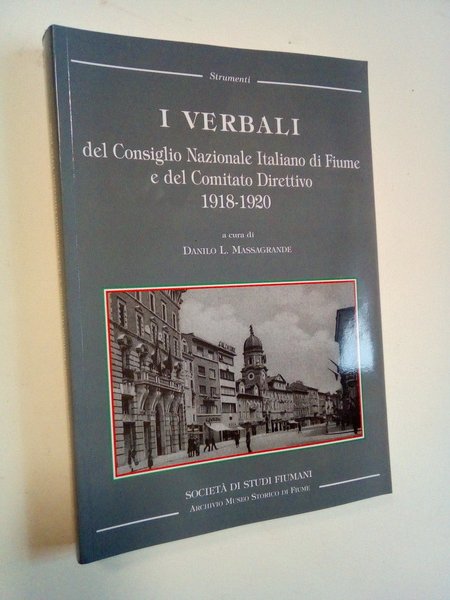 Strumenti
I VERBALI
del Consiglio Nazionale Italiano di Fiume
e del Comitato Direttivo
1918-1920
a cura di
DANILO L. MASSAGRANDE
SOCIETÀ DI STUDI FIUMANI
ARCHIVIO MUSEO STORICO DI FIUME